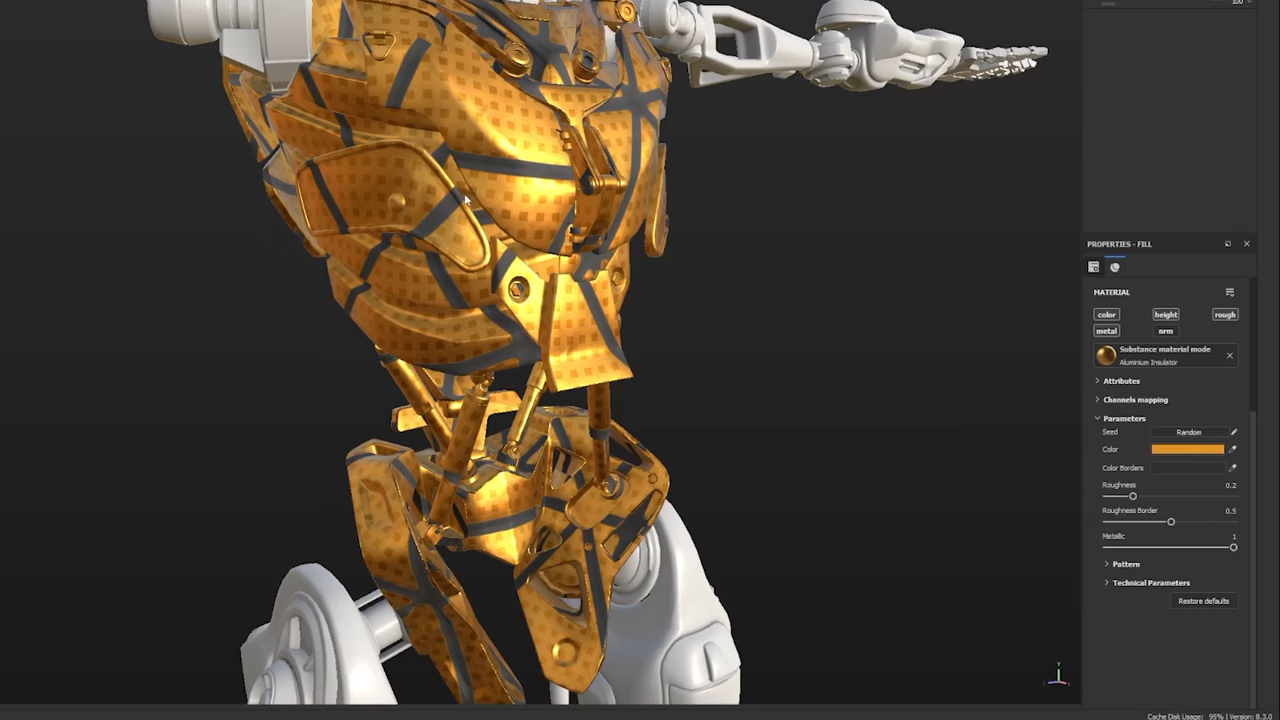 100
PROPERTIES - FILL
MATERIAL
color height rough
metal nrm
Substance material mode
Aluminium Insulator
Attributes
Channels mapping
Parameters
Seed Random
Color
Color Borders
Roughness 0.2
Roughness Border 0.5
Metallic 1
Pattern
Technical Parameters
Restore defaults
Y
Cache Disk Usage: 95% | Version: 8.3.0